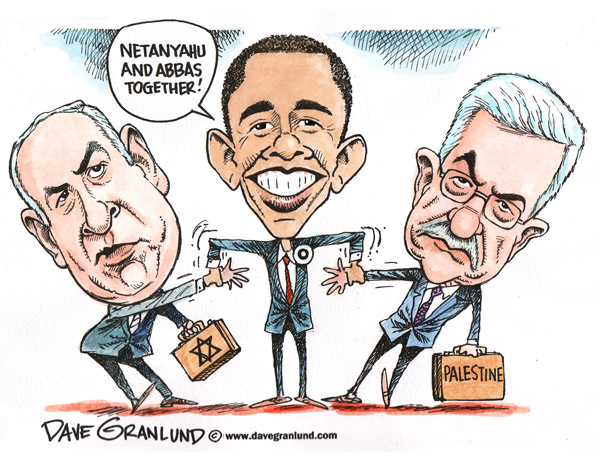 NETANYAHU
AND ABBAS
TOGETHER!
PALESTINE
DAVE GRANLUND © www.davegranlund.com